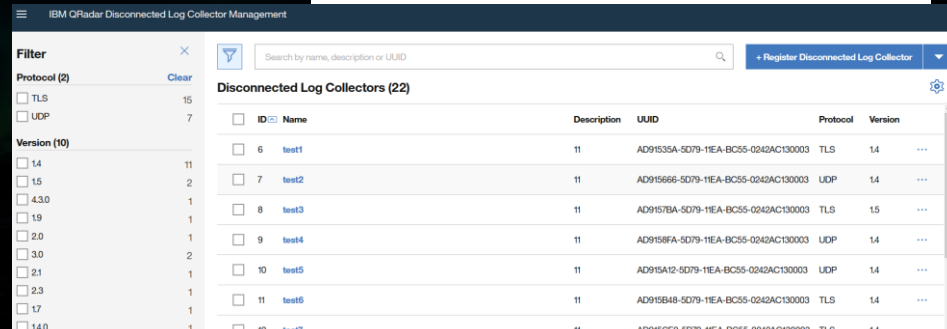 IBM QRadar Disconnected Log Collector Management
Filter
Search by name, description or UUID
+ Register Disconnected Log Collector
Protocol (2) Clear
TLS 15
UDP 7
Version (10)
1.4 11
1.5 2
4.3.0 1
1.9 1
2.0 1
3.0 2
2.1 1
2.3 1
1.7 1
1.4.0 1
Disconnected Log Collectors (22)
ID Name Description UUID Protocol Version
6 test1 11 AD91535A-5D79-11EA-BC55-0242AC130003 TLS 1.4
7 test2 11 AD915666-5D79-11EA-BC55-0242AC130003 UDP 1.4
8 test3 11 AD9157BA-5D79-11EA-BC55-0242AC130003 TLS 1.5
9 test4 11 AD9158FA-5D79-11EA-BC55-0242AC130003 UDP 1.4
10 test5 11 AD915A12-5D79-11EA-BC55-0242AC130003 UDP 1.4
11 test6 11 AD915B48-5D79-11EA-BC55-0242AC130003 TLS 1.4